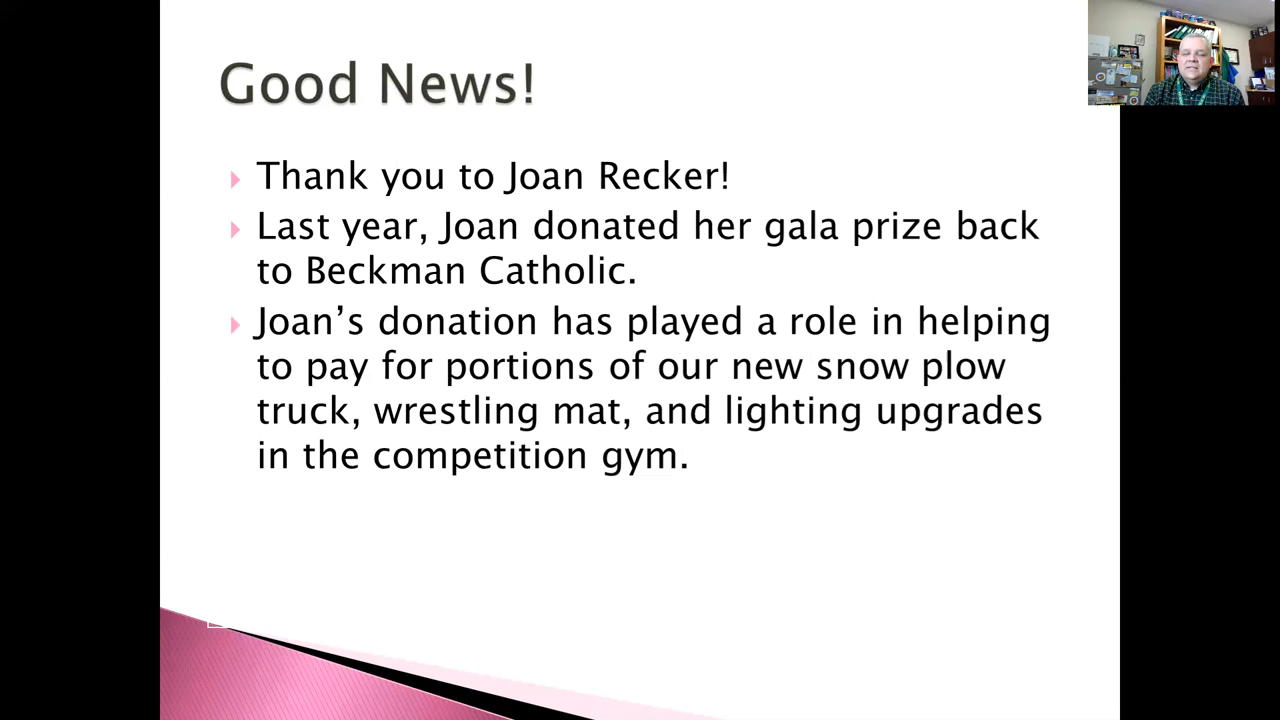 Good News!
Thank you to Joan Recker!
Last year, Joan donated her gala prize back
to Beckman Catholic.
Joan’s donation has played a role in helping
to pay for portions of our new snow plow
truck, wrestling mat, and lighting upgrades
in the competition gym.